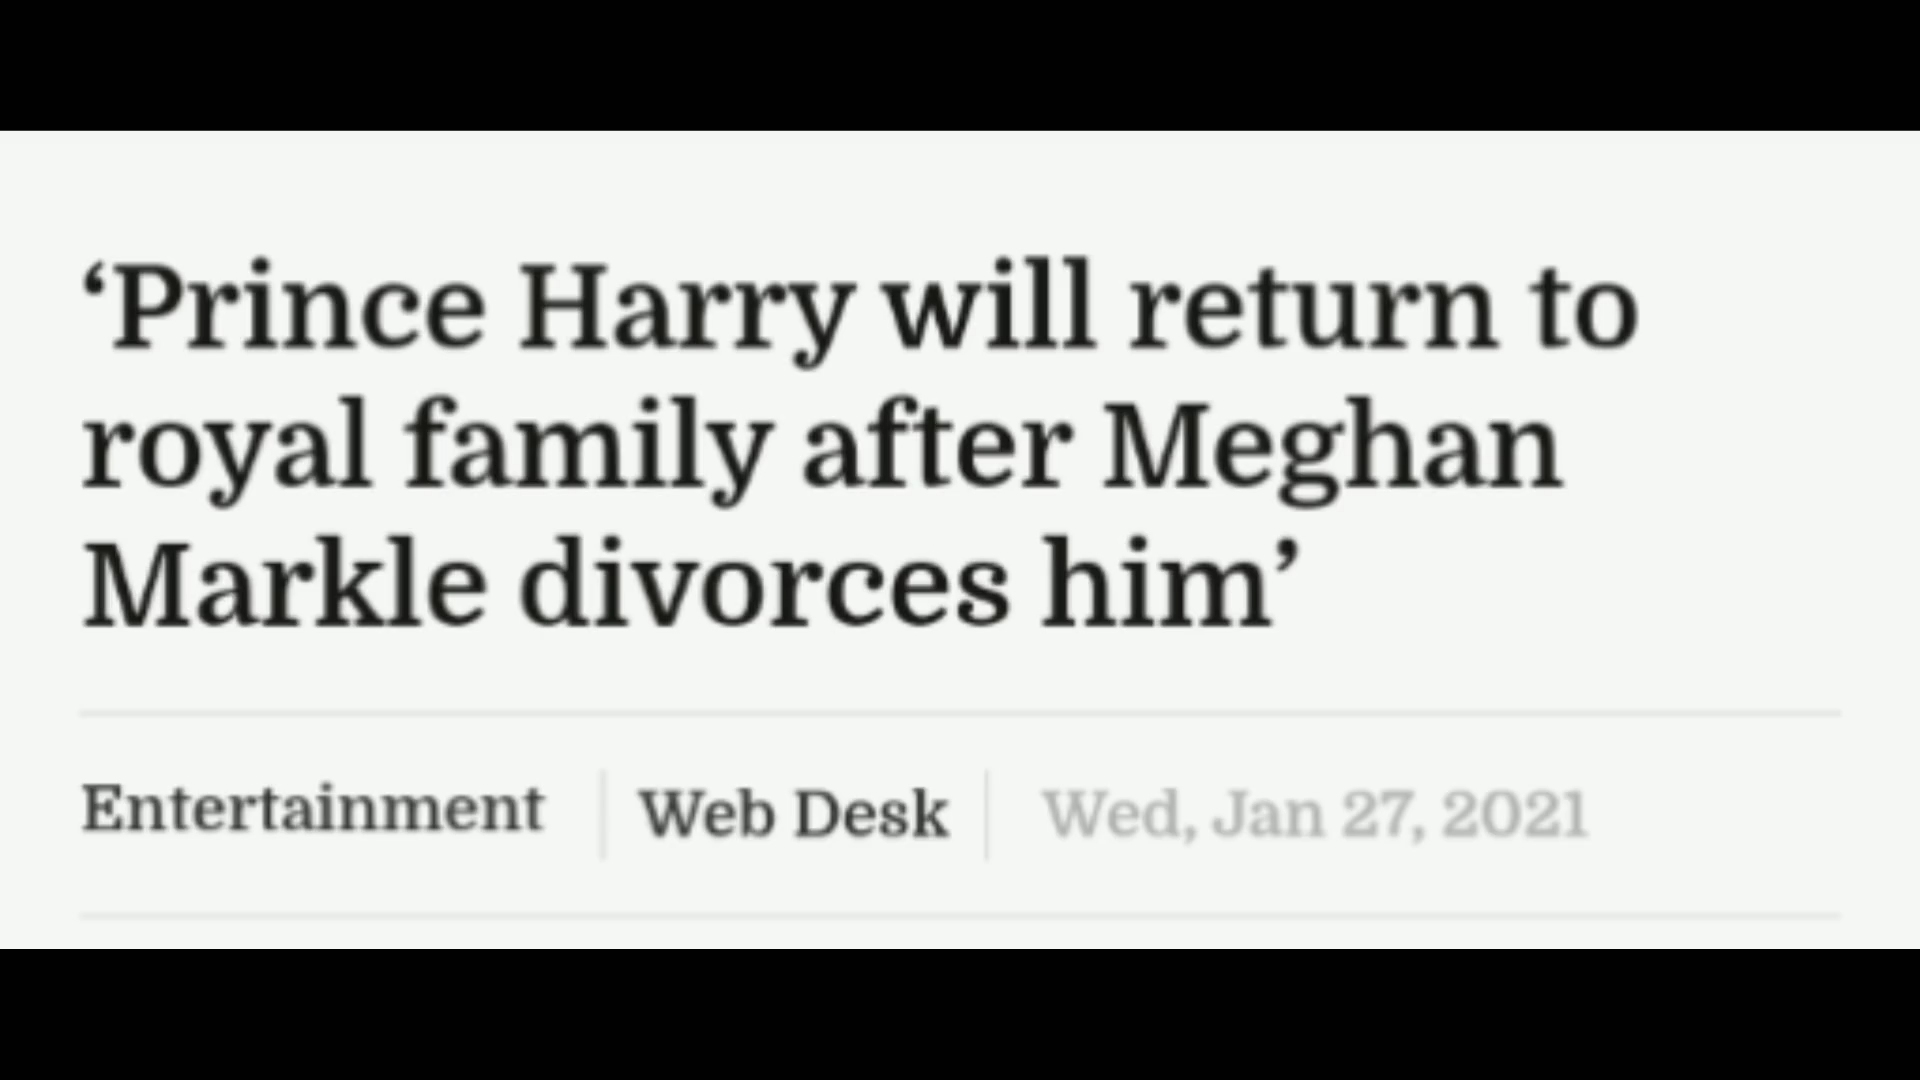 ‘Prince Harry will return to
royal family after Meghan
Markle divorces him’
Entertainment
Web Desk
Wed, Jan 27, 2021